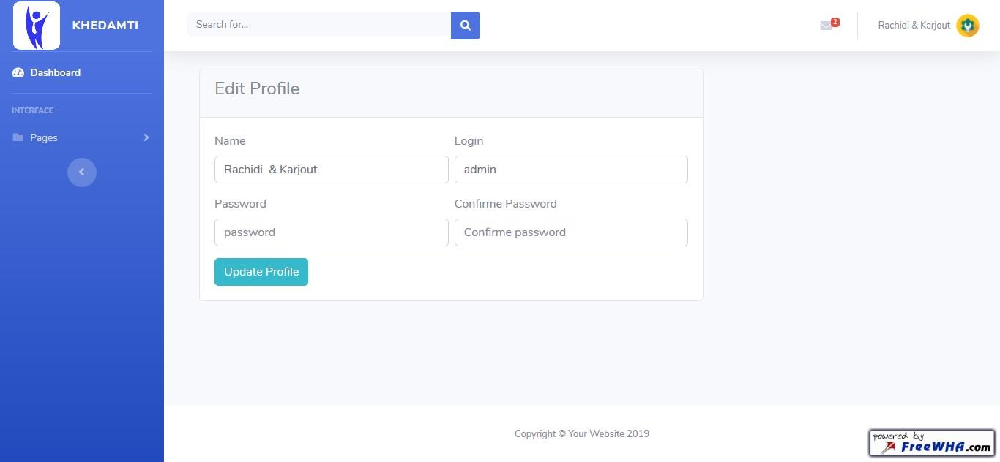 KHEDAMTI
Search for...
2
Rachidi & Karjout
Dashboard
INTERFACE
Pages
Edit Profile
Name
Login
Rachidi  & Karjout
admin
Password
Confirme Password
password
Confirme password
Update Profile
Copyright © Your Website 2019
powered by
FreeWHA.com